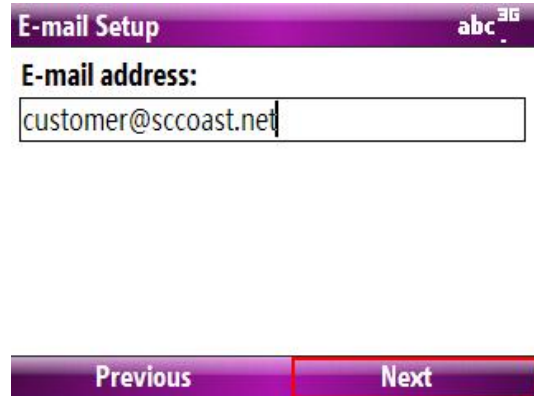 E-mail Setup abc 3G
E-mail address:
customer@sccoast.net
Previous Next